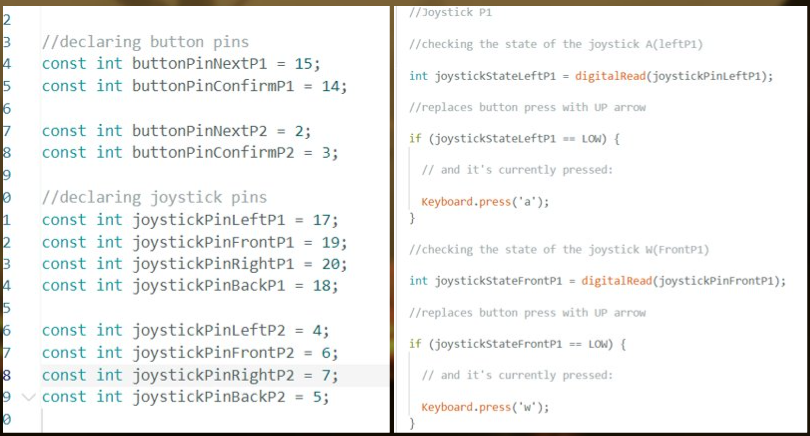 2
3 //declaring button pins
4 const int buttonPinNextP1 = 15;
5 const int buttonPinConfirmP1 = 14;
6
7 const int buttonPinNextP2 = 2;
8 const int buttonPinConfirmP2 = 3;
9
0 //declaring joystick pins
1 const int joystickPinLeftP1 = 17;
2 const int joystickPinFrontP1 = 19;
3 const int joystickPinRightP1 = 20;
4 const int joystickPinBackP1 = 18;
5
6 const int joystickPinLeftP2 = 4;
7 const int joystickPinFrontP2 = 6;
8 const int joystickPinRightP2 = 7;
9 const int joystickPinBackP2 = 5;
0
//Joystick P1
//checking the state of the joystick A(leftP1)
int joystickStateLeftP1 = digitalRead(joystickPinLeftP1);
//replaces button press with UP arrow
if (joystickStateLeftP1 == LOW) {
// and it's currently pressed:
Keyboard.press('a');
}
//checking the state of the joystick W(FrontP1)
int joystickStateFrontP1 = digitalRead(joystickPinFrontP1);
//replaces button press with UP arrow
if (joystickStateFrontP1 == LOW) {
// and it's currently pressed:
Keyboard.press('w');
}